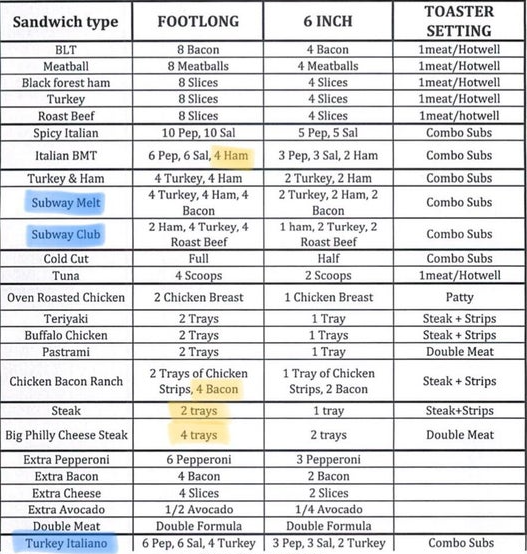 Sandwich type FOOTLONG 6 INCH TOASTER SETTING
BLT 8 Bacon 4 Bacon 1meat/Hotwell
Meatball 8 Meatballs 4 Meatballs 1meat/Hotwell
Black forest ham 8 Slices 4 Slices 1meat/Hotwell
Turkey 8 Slices 4 Slices 1meat/Hotwell
Roast Beef 8 Slices 4 Slices 1meat/hotwell
Spicy Italian 10 Pep, 10 Sal 5 Pep, 5 Sal Combo Subs
Italian BMT 6 Pep, 6 Sal, 4 Ham 3 Pep, 3 Sal, 2 Ham Combo Subs
Turkey & Ham 4 Turkey, 4 Ham 2 Turkey, 2 Ham Combo Subs
Subway Melt 4 Turkey, 4 Ham, 4 Bacon 2 Turkey, 2 Ham, 2 Bacon Combo Subs
Subway Club 2 Ham, 4 Turkey, 4 Roast Beef 1 ham, 2 Turkey, 2 Roast Beef Combo Subs
Cold Cut Full Half Combo Subs
Tuna 4 Scoops 2 Scoops 1meat/Hotwell
Oven Roasted Chicken 2 Chicken Breast 1 Chicken Breast Patty
Teriyaki 2 Trays 1 Tray Steak + Strips
Buffalo Chicken 2 Trays 1 Trays Steak + Strips
Pastrami 2 Trays 1 Tray Double Meat
Chicken Bacon Ranch 2 Trays of Chicken Strips, 4 Bacon 1 Tray of Chicken Strips, 2 Bacon Steak + Strips
Steak 2 trays 1 tray Steak+Strips
Big Philly Cheese Steak 4 trays 2 trays Double Meat
Extra Pepperoni 6 Pepperoni 3 Pepperoni
Extra Bacon 4 Bacon 2 Bacon
Extra Cheese 4 Slices 2 Slices
Extra Avocado 1/2 Avocado 1/4 Avocado
Double Meat Double Formula Double Formula
Turkey Italiano 6 Pep, 6 Sal, 4 Turkey 3 Pep, 3 Sal, 2 Turkey Combo Subs